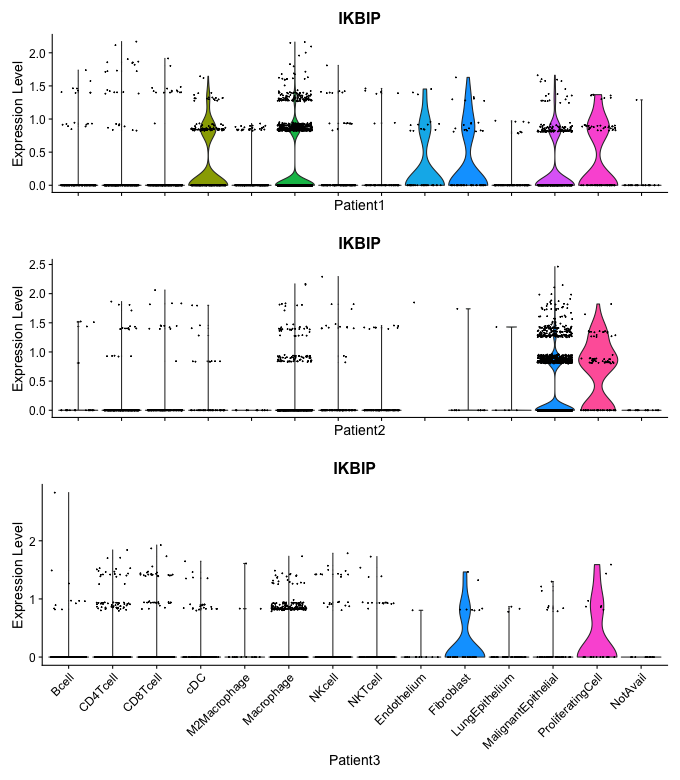 IKBIP
Expression Level
2.0
1.5
1.0
0.5
0.0
Patient1
IKBIP
Expression Level
2.5
2.0
1.5
1.0
0.5
0.0
Patient2
IKBIP
Expression Level
2
1
0
Bcell
CD4Tcell
CD8Tcell
cDC
M2Macrophage
Macrophage
NKcell
NKTcell
Endothelium
Fibroblast
LungEpithelium
MalignantEpithelial
ProliferatingCell
NotAvail
Patient3